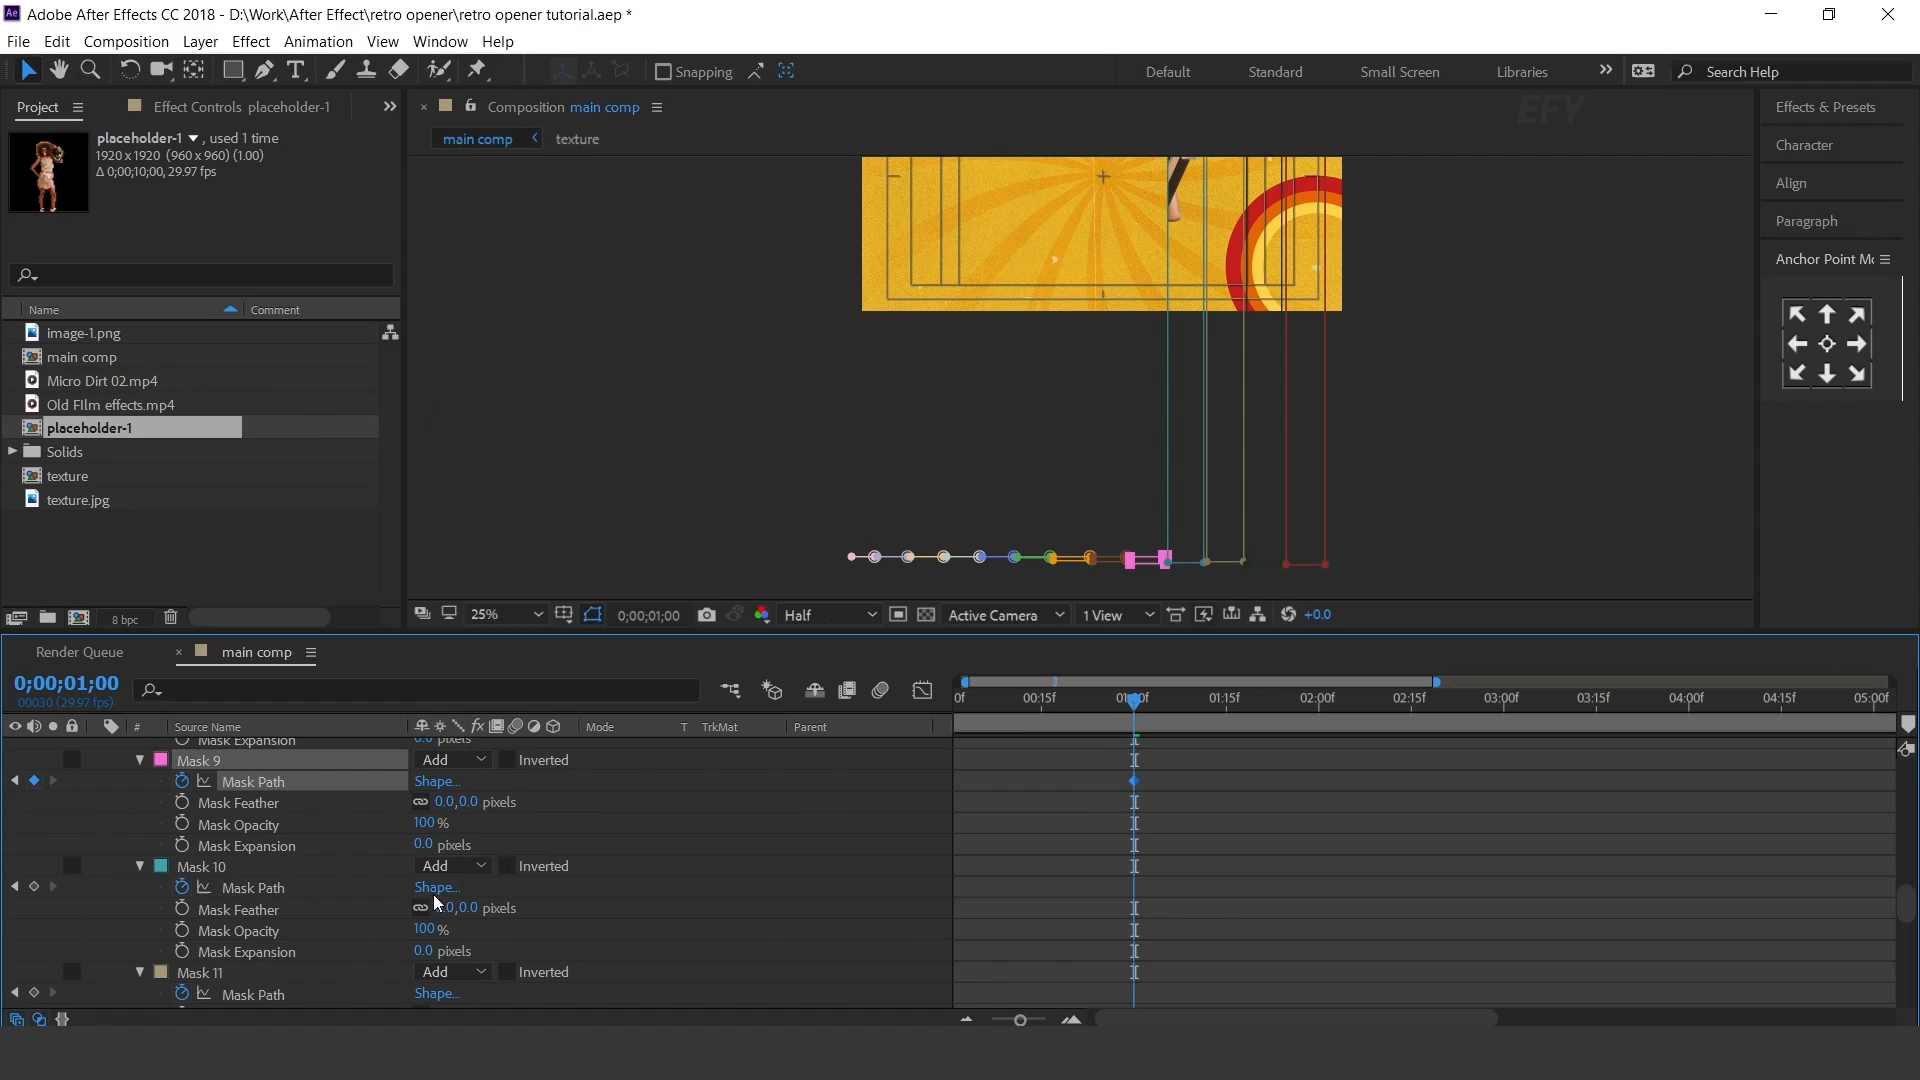 Adobe After Effects CC 2018 - D:\Work\After Effect\retro opener\retro opener tutorial.aep *
File Edit Composition Layer Effect Animation View Window Help
Snapping
Default Standard Small Screen Libraries
Search Help
Project
Effect Controls placeholder-1
Composition main comp
EFY
main comp texture
placeholder-1 , used 1 time
1920 x 1920 (960 x 960) (1.00)
Δ 0;00;10;00, 29.97 fps
Name Comment
image-1.png
main comp
Micro Dirt 02.mp4
Old FIlm effects.mp4
placeholder-1
Solids
texture
texture.jpg
8 bpc
25% 0;00;01;00 Half Active Camera 1 View +0.0
Effects & Presets
Character
Align
Paragraph
Anchor Point Mo
Render Queue main comp
0;00;01;00
00030 (29.97 fps)
0f 00:15f 01:00f 01:15f 02:00f 02:15f 03:00f 03:15f 04:00f 04:15f 05:00f
# Source Name Mode T TrkMat Parent
Mask Expansion 0.0 pixels
Mask 9 Add Inverted
Mask Path Shape...
Mask Feather 0.0,0.0 pixels
Mask Opacity 100 %
Mask Expansion 0.0 pixels
Mask 10 Add Inverted
Mask Path Shape...
Mask Feather 0,0.0 pixels
Mask Opacity 100 %
Mask Expansion 0.0 pixels
Mask 11 Add Inverted
Mask Path Shape...